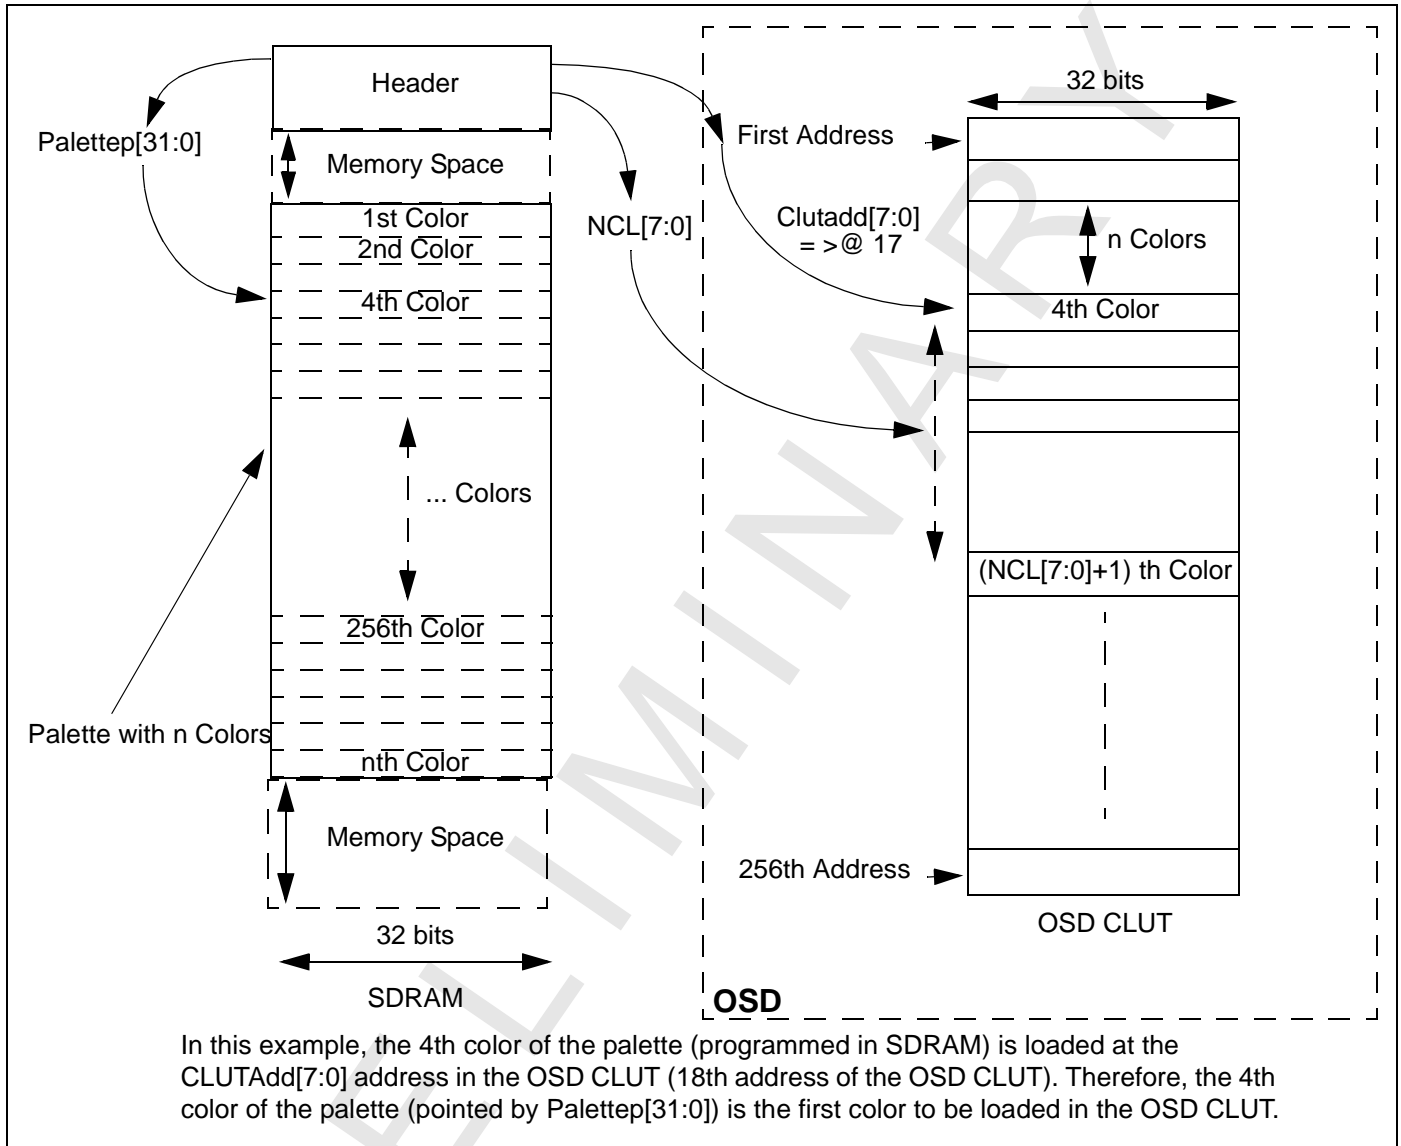 Header
Palettep[31:0]
Memory Space
1st Color
2nd Color
4th Color
... Colors
256th Color
nth Color
Palette with n Colors
Memory Space
32 bits
SDRAM
NCL[7:0]
32 bits
First Address
Clutadd[7:0]
= >@ 17
n Colors
4th Color
(NCL[7:0]+1) th Color
256th Address
OSD CLUT
OSD
In this example, the 4th color of the palette (programmed in SDRAM) is loaded at the
CLUTAdd[7:0] address in the OSD CLUT (18th address of the OSD CLUT). Therefore, the 4th
color of the palette (pointed by Palettep[31:0]) is the first color to be loaded in the OSD CLUT.
ELIMINARY